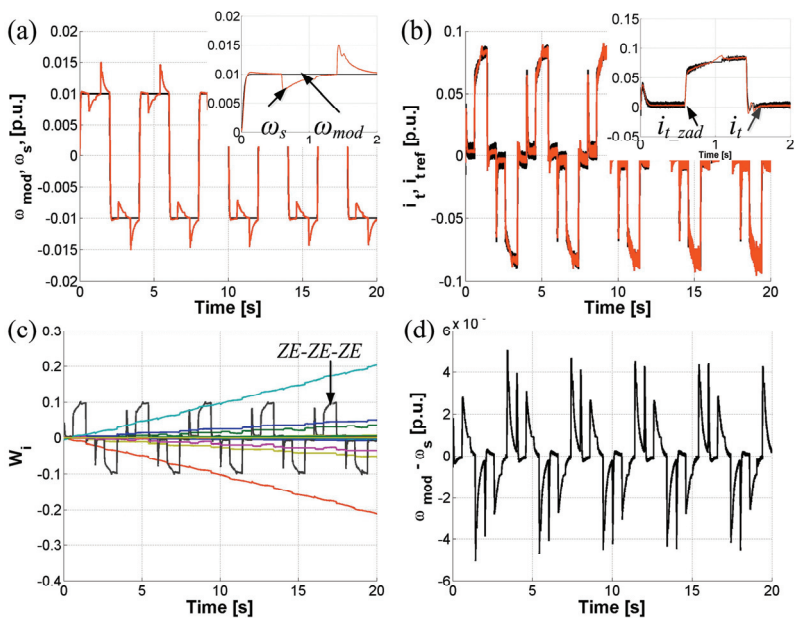 (a)
0.02
0.015
0.01
0.005
0
-0.005
-0.01
-0.015
0.02
ω mod, ωs, [p.u.]
0 5 10 15 20
Time [s]
0.02
0.015
0.01
0.005
0
0 1 2
ωs
ωmod
(b)
0.1
0.05
0
-0.05
-0.1
i t, i t ref [p.u.]
0 5 10 15 20
Time [s]
0.15
0.1
0.05
0
-0.05
0 1 2
Time [s]
it_zad
it
(c)
0.3
0.2
0.1
0
-0.1
-0.2
-0.3
-0.4
Wi
0 5 10 15 20
Time [s]
ZE-ZE-ZE
(d)
6 x 10⁻
4
2
0
-2
-4
-6
ω mod - ωs [p.u.]
0 5 10 15 20
Time [s]